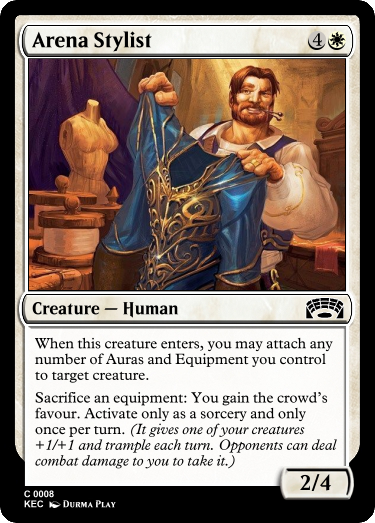 Arena Stylist 4
Creature — Human
When this creature enters, you may attach any
number of Auras and Equipment you control
to target creature.
Sacrifice an equipment: You gain the crowd's
favour. Activate only as a sorcery and only
once per turn. (It gives one of your creatures
+1/+1 and trample each turn. Opponents can deal
combat damage to you to take it.)
2/4
C 0008
KEC Durma Play